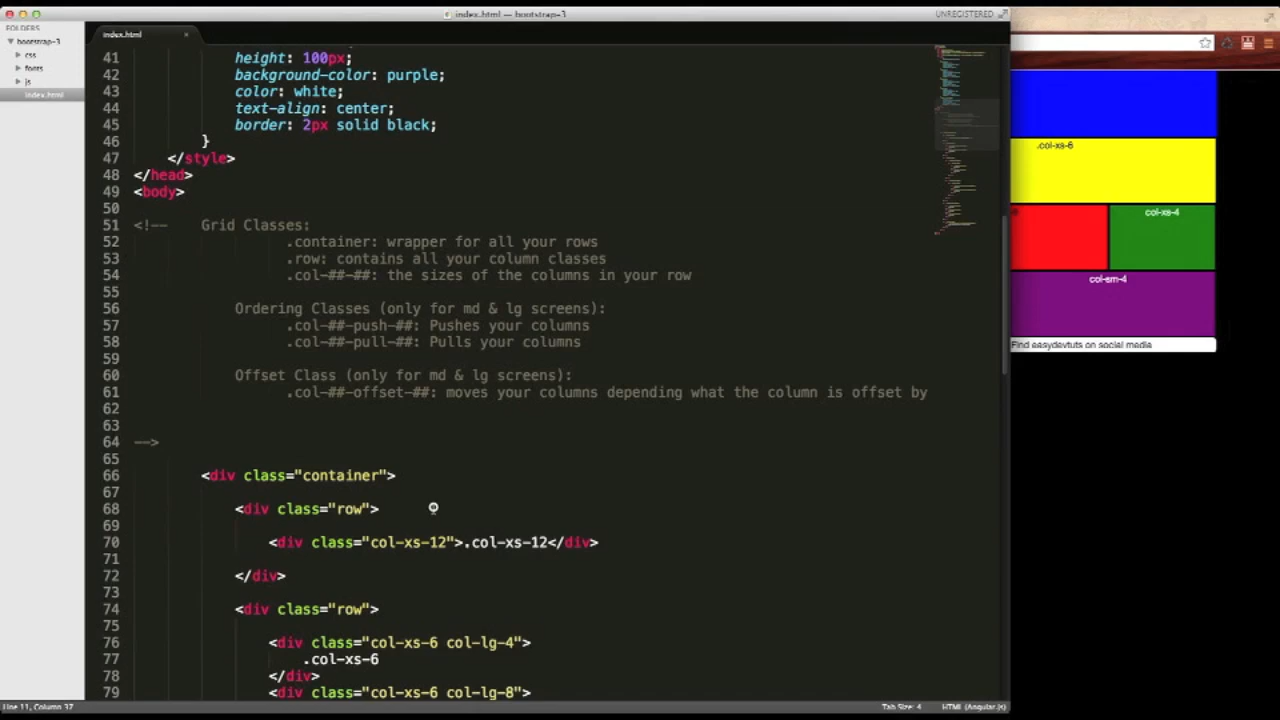 index.html — bootstrap-3
UNREGISTERED
FOLDERS
bootstrap-3
css
fonts
js
index.html
index.html
41 height: 100px;
42 background-color: purple;
43 color: white;
44 text-align: center;
45 border: 2px solid black;
46 }
47 </style>
48 </head>
49 <body>
50
51 <!-- Grid Classes:
52 .container: wrapper for all your rows
53 .row: contains all your column classes
54 .col-##-##: the sizes of the columns in your row
55
56 Ordering Classes (only for md & lg screens):
57 .col-##-push-##: Pushes your columns
58 .col-##-pull-##: Pulls your columns
59
60 Offset Class (only for md & lg screens):
61 .col-##-offset-##: moves your columns depending what the column is offset by
62
63
64 -->
65
66 <div class="container">
67
68 <div class="row">
69
70 <div class="col-xs-12">.col-xs-12</div>
71
72 </div>
73
74 <div class="row">
75
76 <div class="col-xs-6 col-lg-4">
77 .col-xs-6
78 </div>
79 <div class="col-xs-6 col-lg-8">
Line 11, Column 37
Tab Size: 4
HTML (Angular.js)
.col-xs-6
col-xs-4
col-sm-4
Find easydevtuts on social media